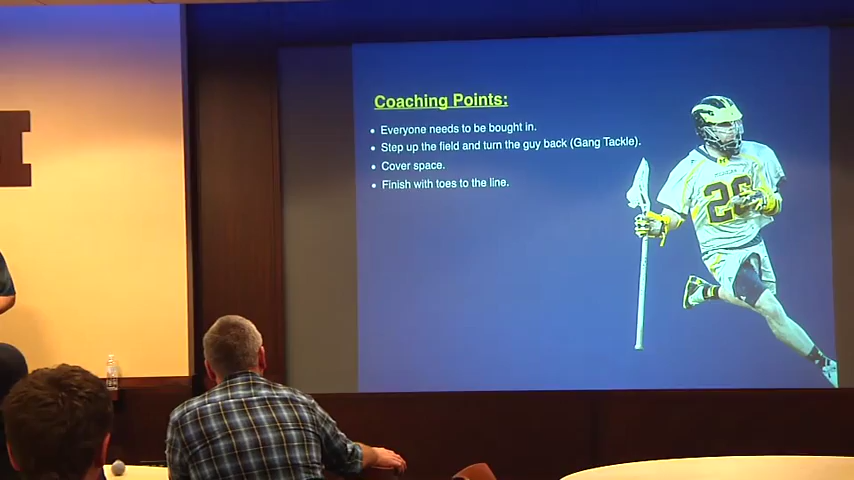 Coaching Points:
• Everyone needs to be bought in.
• Step up the field and turn the guy back (Gang Tackle).
• Cover space.
• Finish with toes to the line.
26